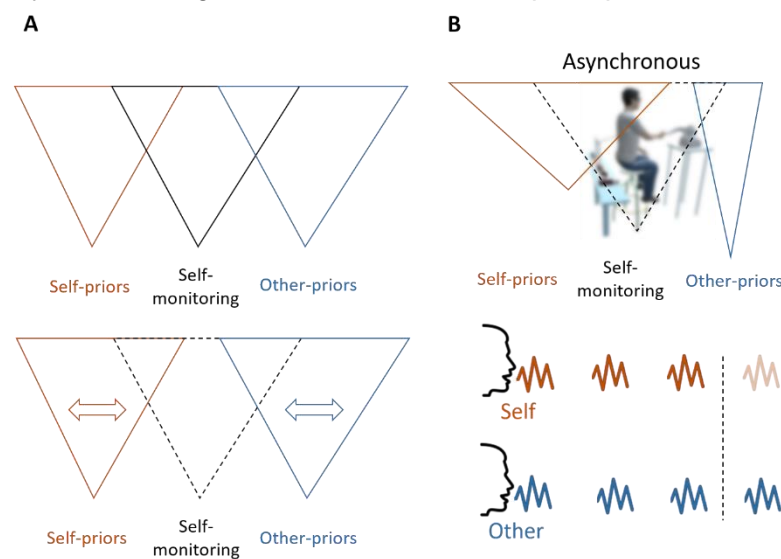 A
Self-priors
Self-
monitoring
Other-priors
Self-priors
Self-
monitoring
Other-priors
B
Asynchronous
Self-priors
Self-
monitoring
Other-priors
Self
Other